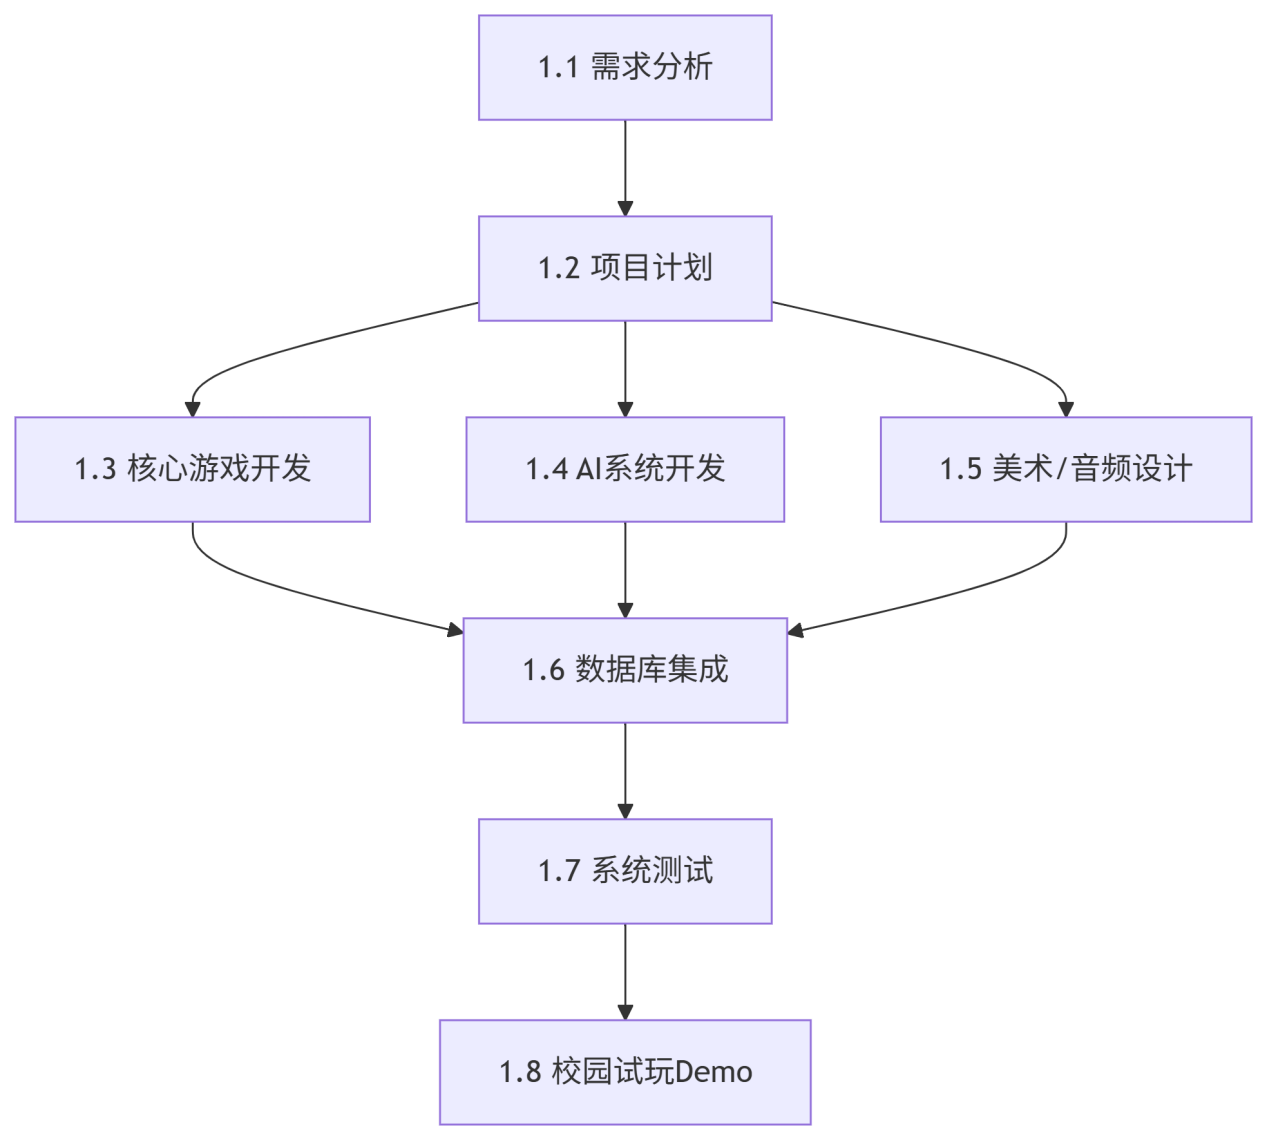 1.1 需求分析
1.2 项目计划
1.3 核心游戏开发
1.4 AI系统开发
1.5 美术/音频设计
1.6 数据库集成
1.7 系统测试
1.8 校园试玩Demo